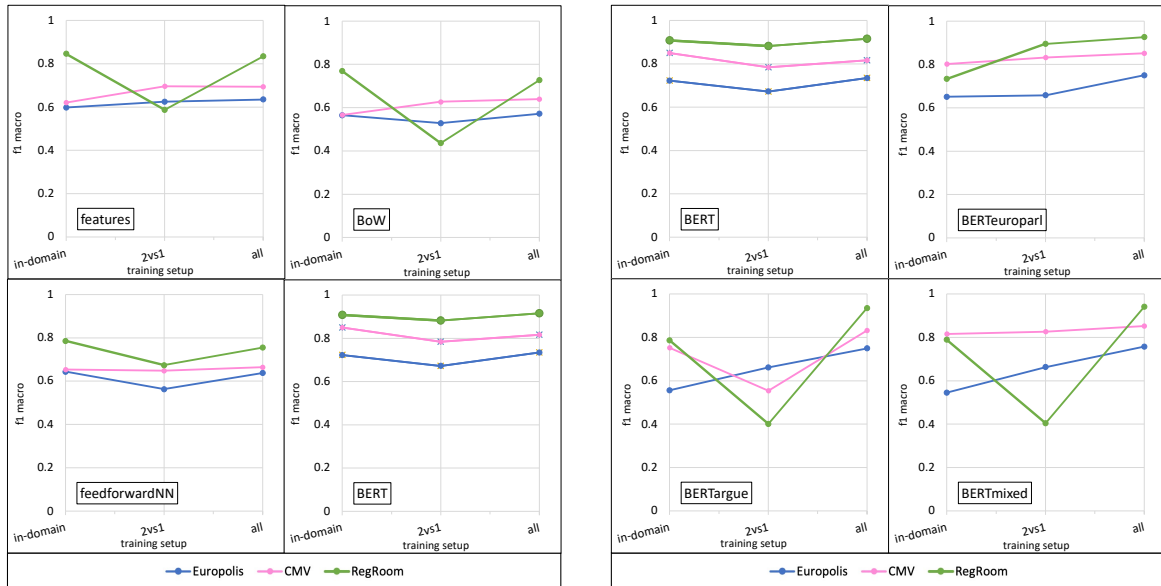 1
0.8
0.6
0.4
0.2
0
f1 macro
features
in-domain
2vs1
all
training setup
1
0.8
0.6
0.4
0.2
0
f1 macro
BoW
in-domain
2vs1
all
training setup
1
0.8
0.6
0.4
0.2
0
f1 macro
feedforwardNN
in-domain
2vs1
all
training setup
1
0.8
0.6
0.4
0.2
0
f1 macro
BERT
in-domain
2vs1
all
training setup
Europolis CMV RegRoom
1
0.8
0.6
0.4
0.2
0
f1 macro
BERT
in-domain
2vs1
all
training setup
1
0.8
0.6
0.4
0.2
0
f1 macro
BERTeuroparl
in-domain
2vs1
all
training setup
1
0.8
0.6
0.4
0.2
0
f1 macro
BERTargue
in-domain
2vs1
all
training setup
1
0.8
0.6
0.4
0.2
0
f1 macro
BERTmixed
in-domain
2vs1
all
training setup
Europolis CMV RegRoom